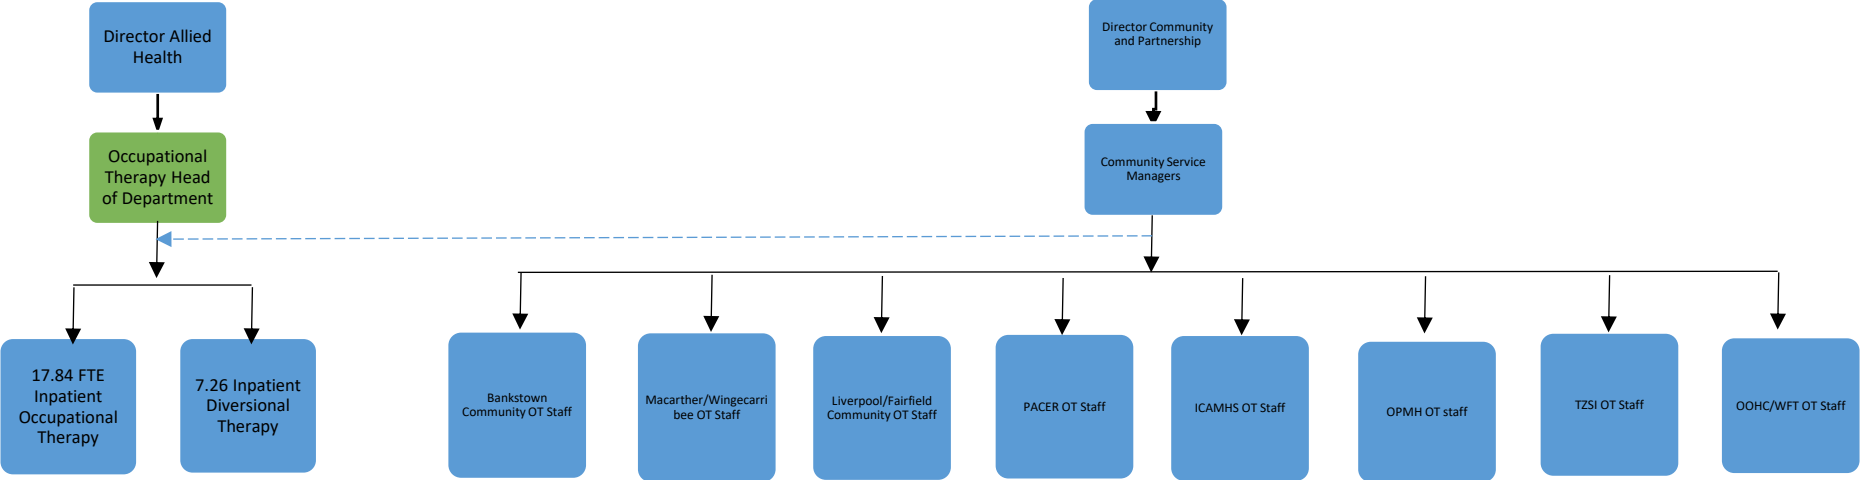 Director Allied
Health
Director Community
and Partnership
Occupational
Therapy Head
of Department
Community Service
Managers
17.84 FTE
Inpatient
Occupational
Therapy
7.26 Inpatient
Diversional
Therapy
Bankstown
Community OT Staff
Macarther/Wingecarri
bee OT Staff
Liverpool/Fairfield
Community OT Staff
PACER OT Staff
ICAMHS OT Staff
OPMH OT staff
TZSI OT Staff
OOHC/WFT OT Staff